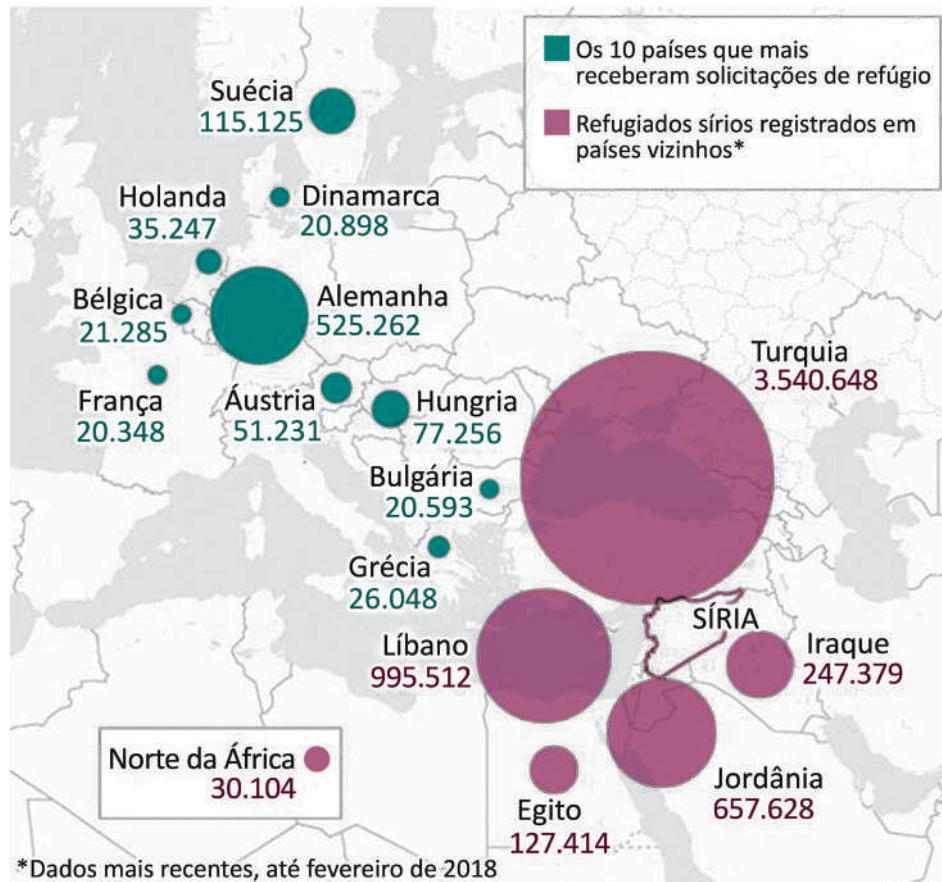 Os 10 países que mais
receberam solicitações de refúgio
Refugiados sírios registrados em
países vizinhos*
Suécia
115.125
Holanda
35.247
Dinamarca
20.898
Bélgica
21.285
Alemanha
525.262
França
20.348
Áustria
51.231
Hungria
77.256
Bulgária
20.593
Grécia
26.048
Turquia
3.540.648
SÍRIA
Líbano
995.512
Iraque
247.379
Norte da África
30.104
Egito
127.414
Jordânia
657.628
*Dados mais recentes, até fevereiro de 2018